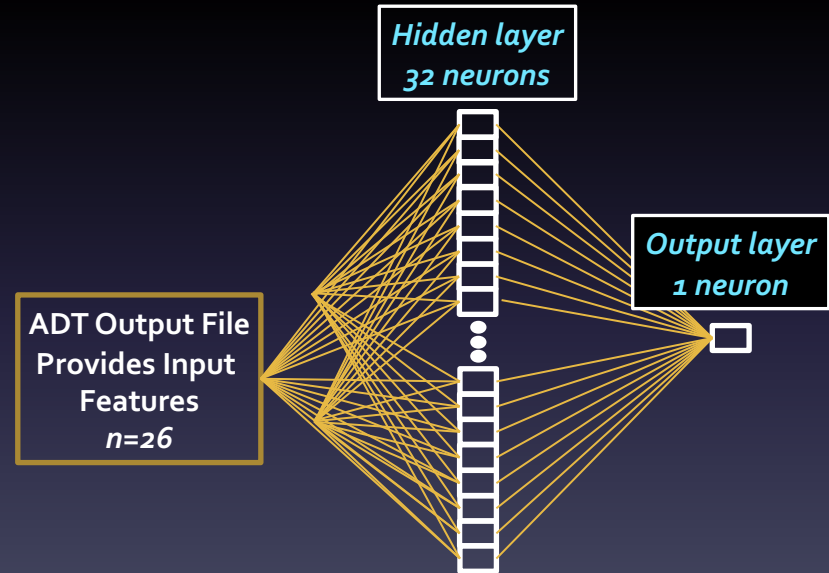 Hidden layer
32 neurons
Output layer
1 neuron
ADT Output File
Provides Input
Features
n=26